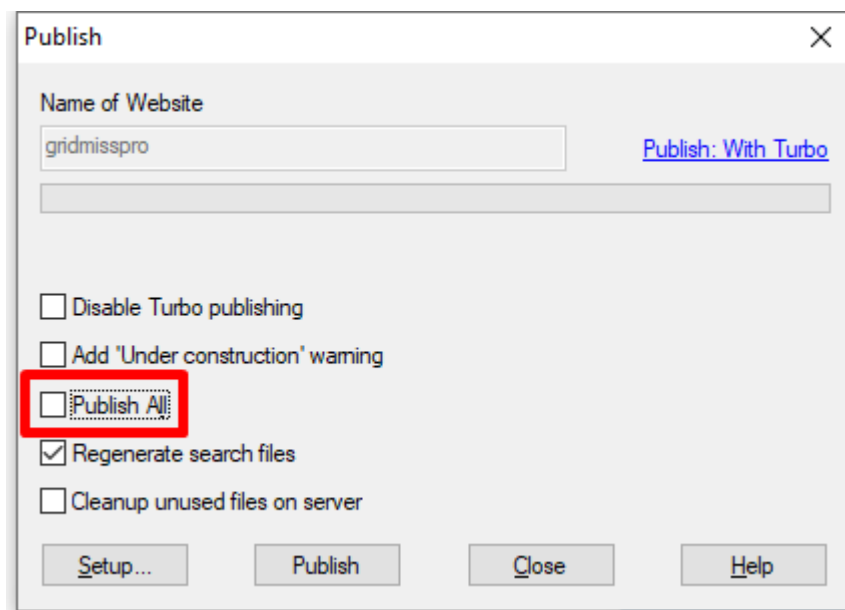 Publish
Name of Website
gridmisspro
Publish: With Turbo
Disable Turbo publishing
Add 'Under construction' warning
Publish All
Regenerate search files
Cleanup unused files on server
Setup... Publish Close Help